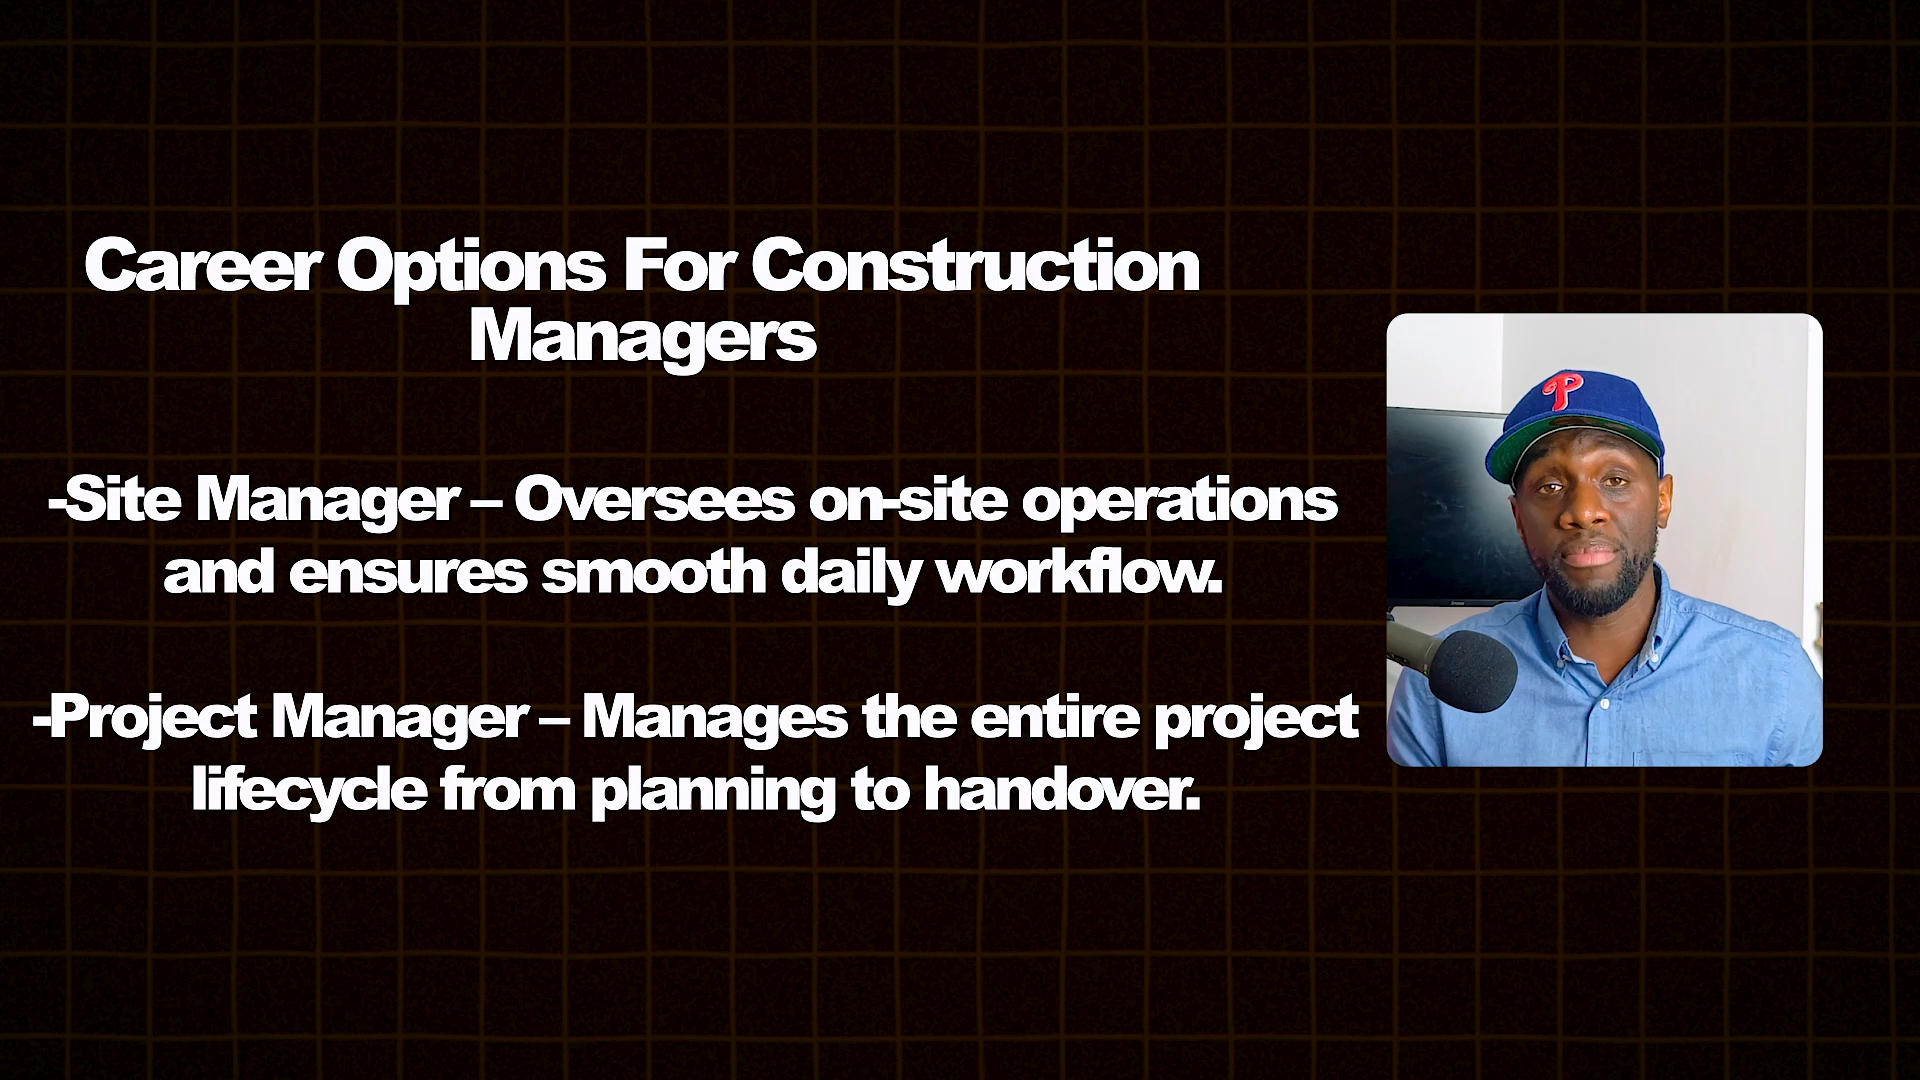 Career Options For Construction
Managers
-Site Manager – Oversees on-site operations
and ensures smooth daily workflow.
-Project Manager – Manages the entire project
lifecycle from planning to handover.
P